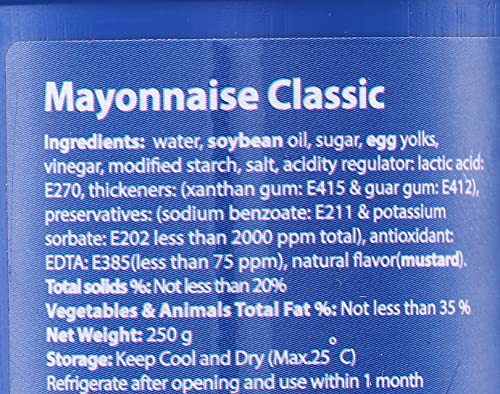 Mayonnaise Classic
Ingredients: water, soybean oil, sugar, egg yolks,
vinegar, modified starch, salt, acidity regulator: lactic acid:
E270, thickeners: (xanthan gum: E415 & guar gum: E412),
preservatives: (sodium benzoate: E211 & potassium
sorbate: E202 less than 2000 ppm total), antioxidant:
EDTA: E385(less than 75 ppm), natural flavor(mustard).
Total solids %: Not less than 20%
Vegetables & Animals Total Fat %: Not less than 35 %
Net Weight: 250 g
Storage: Keep Cool and Dry (Max.25° C)
Refrigerate after opening and use within 1 month